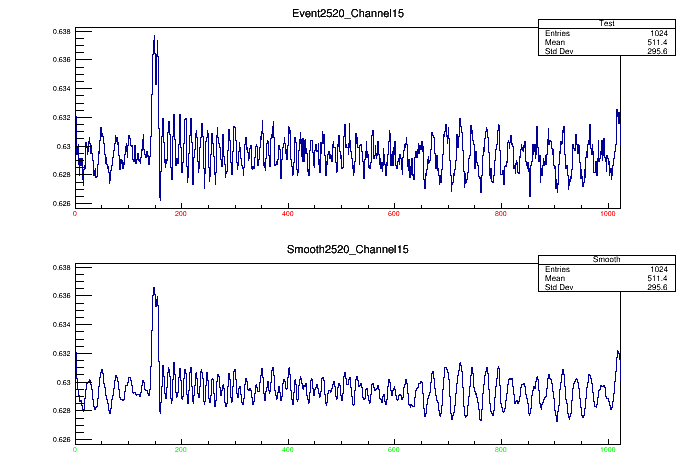 Event2520_Channel15
Test
Entries 1024
Mean 511.4
Std Dev 295.6
0.638
0.636
0.634
0.632
0.63
0.628
0.626
0 200 400 600 800 1000
Smooth2520_Channel15
Smooth
Entries 1024
Mean 511.4
Std Dev 295.6
0.638
0.636
0.634
0.632
0.63
0.628
0.626
0 200 400 600 800 1000